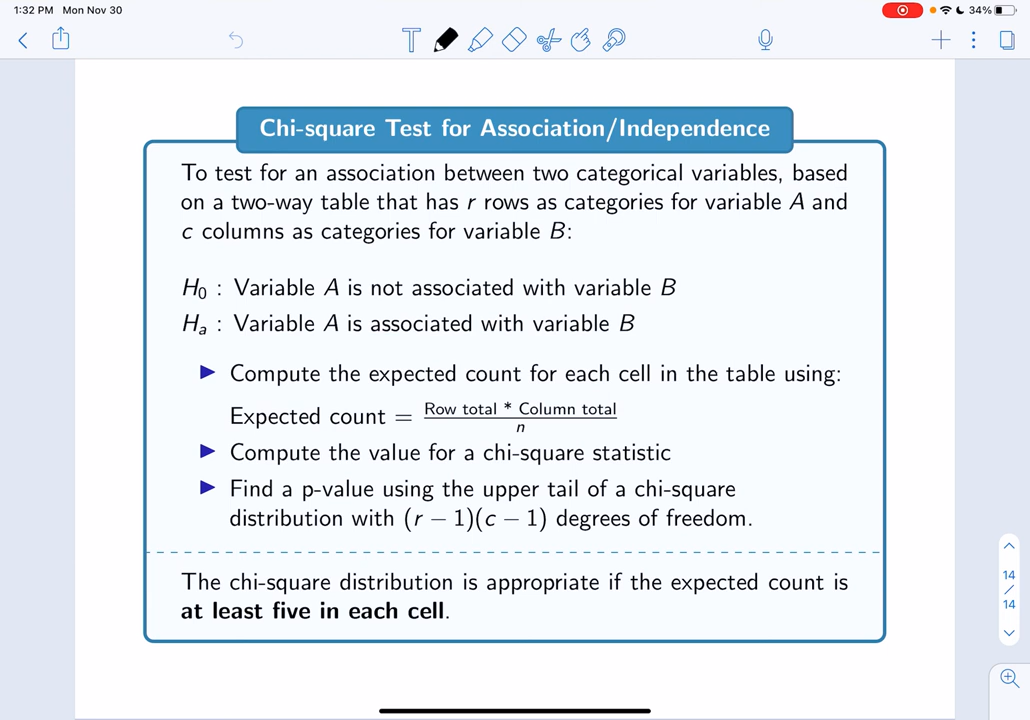 1:32 PM Mon Nov 30
34%
T
Chi-square Test for Association/Independence
To test for an association between two categorical variables, based
on a two-way table that has r rows as categories for variable A and
c columns as categories for variable B:
H₀ : Variable A is not associated with variable B
Hₐ : Variable A is associated with variable B
▶ Compute the expected count for each cell in the table using:
Expected count = Row total * Column total / n
▶ Compute the value for a chi-square statistic
▶ Find a p-value using the upper tail of a chi-square
distribution with (r − 1)(c − 1) degrees of freedom.
The chi-square distribution is appropriate if the expected count is
at least five in each cell.
14
/
14